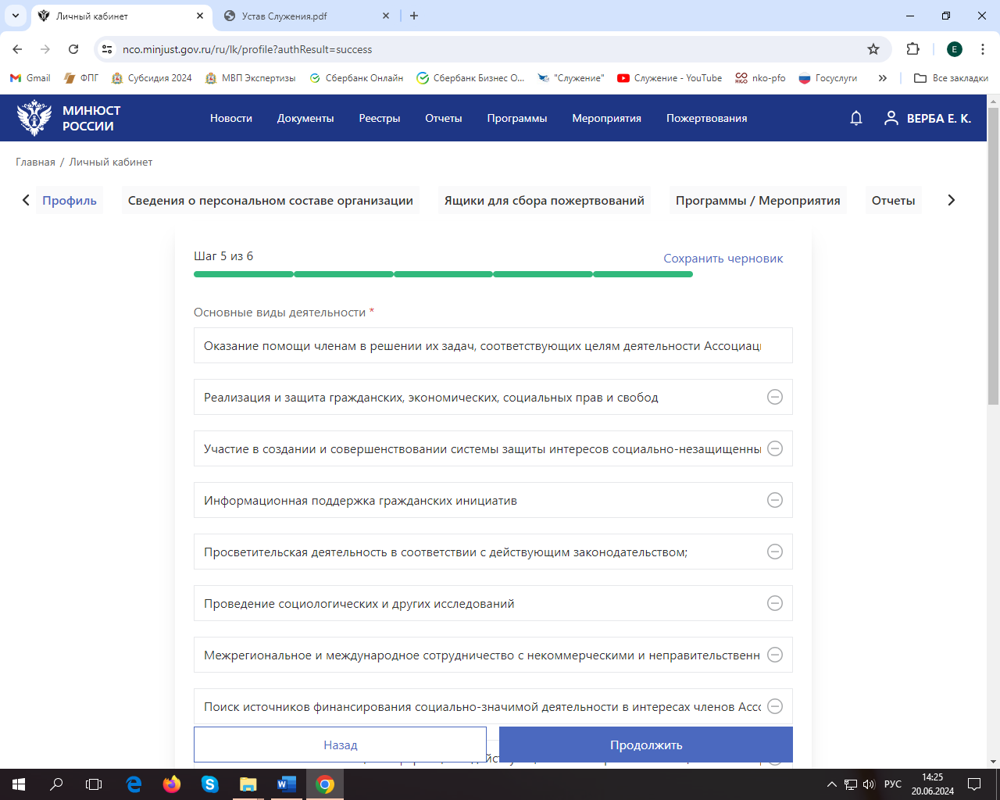 Личный кабинет
Устав Служения.pdf
nco.minjust.gov.ru/ru/lk/profile?authResult=success
E
Gmail
ФПГ
Субсидия 2024
МВП Экспертизы
Сбербанк Онлайн
Сбербанк Бизнес О...
"Служение"
Служение - YouTube
nko-pfo
Госуслуги
Все закладки
МИНЮСТ
РОССИИ
Новости
Документы
Реестры
Отчеты
Программы
Мероприятия
Пожертвования
ВЕРБА Е. К.
Главная / Личный кабинет
Профиль
Сведения о персональном составе организации
Ящики для сбора пожертвований
Программы / Мероприятия
Отчеты
Шаг 5 из 6
Сохранить черновик
Основные виды деятельности *
Оказание помощи членам в решении их задач, соответствующих целям деятельности Ассоциац
Реализация и защита гражданских, экономических, социальных прав и свобод
Участие в создании и совершенствовании системы защиты интересов социально-незащищенны
Информационная поддержка гражданских инициатив
Просветительская деятельность в соответствии с действующим законодательством;
Проведение социологических и других исследований
Межрегиональное и международное сотрудничество с некоммерческими и неправительственн
Поиск источников финансирования социально-значимой деятельности в интересах членов Ассо
Назад
Продолжить
РУС
14:25
20.06.2024